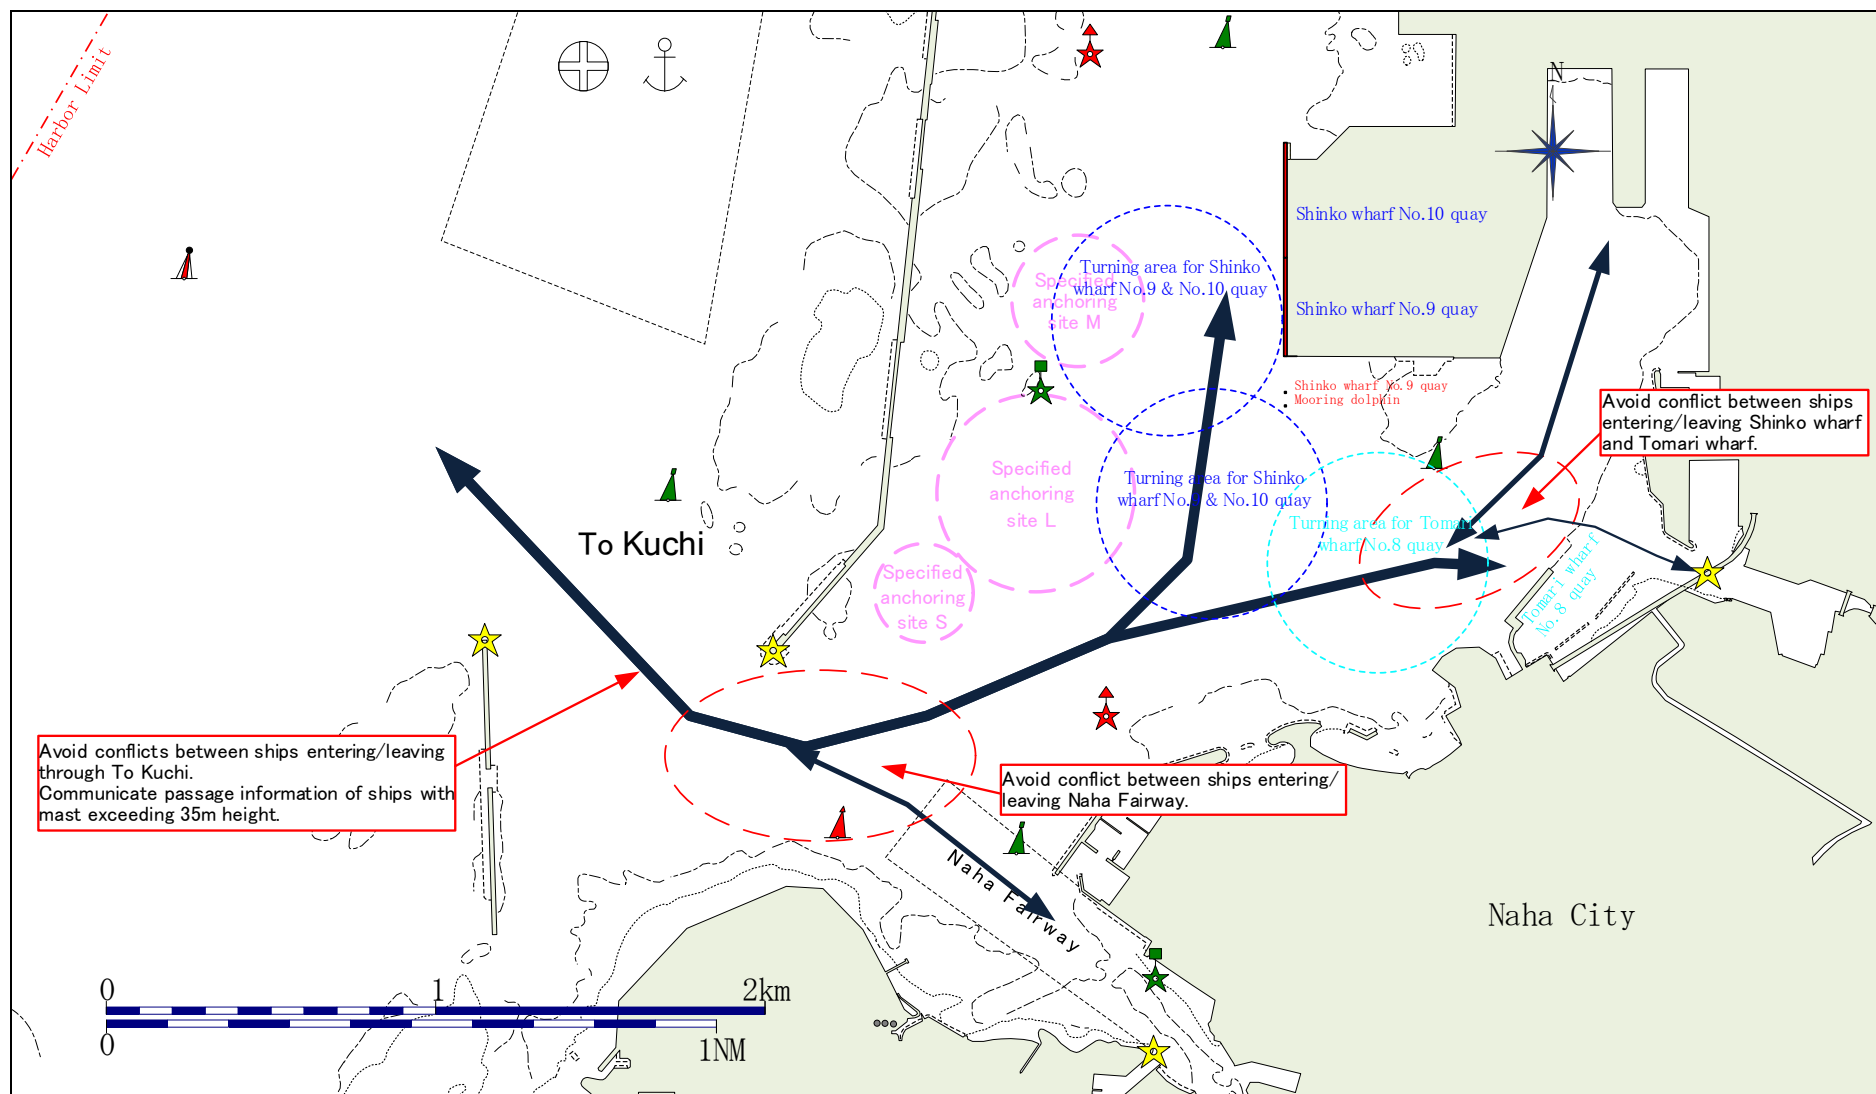 Harbor Limit
N
Shinko wharf No.10 quay
Specified
anchoring
site M
Turning area for Shinko
wharf No.9 & No.10 quay
Shinko wharf No.9 quay
Shinko wharf No.9 quay
Mooring dolphin
Avoid conflict between ships
entering/leaving Shinko wharf
and Tomari wharf.
Specified
anchoring
site L
Turning area for Shinko
wharf No.9 & No.10 quay
Turning area for Tomari
wharf No.8 quay
To Kuchi
Specified
anchoring
site S
Tomari wharf
No.8 quay
Avoid conflicts between ships entering/leaving
through To Kuchi.
Communicate passage information of ships with
mast exceeding 35m height.
Avoid conflict between ships entering/
leaving Naha Fairway.
Naha Fairway
Naha City
0 1 2km
0 1NM